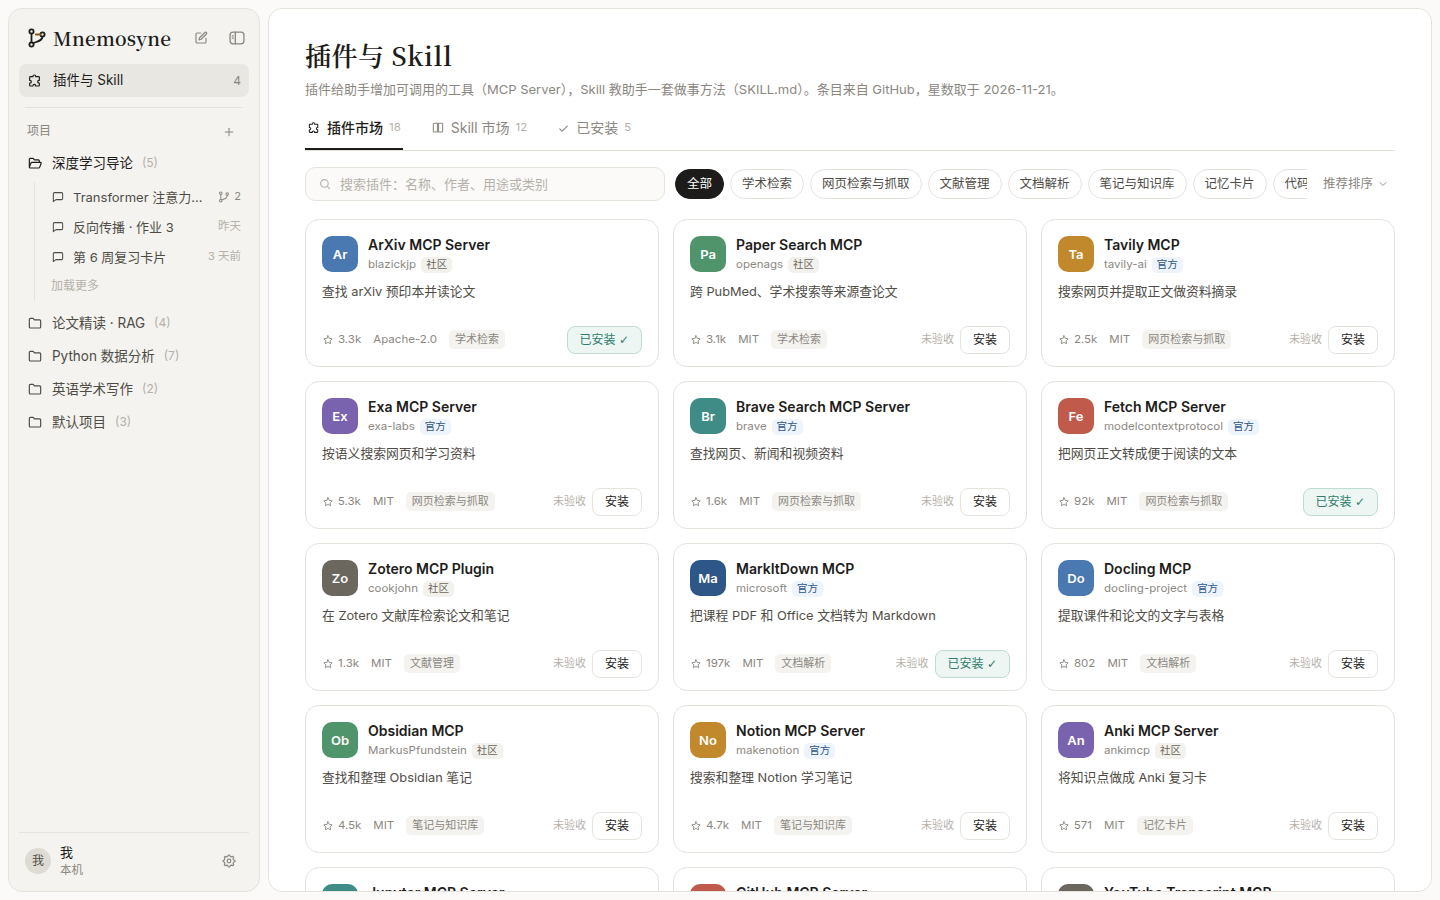 Mnemosyne
插件与 Skill 4
项目
深度学习导论 (5)
Transformer 注意力... 2
反向传播 · 作业 3 昨天
第 6 周复习卡片 3 天前
加载更多
论文精读 · RAG (4)
Python 数据分析 (7)
英语学术写作 (2)
默认项目 (3)
我 我
本机
插件与 Skill
插件给助手增加可调用的工具（MCP Server），Skill 教助手一套做事方法（SKILL.md）。条目来自 GitHub，星数取于 2026-11-21。
插件市场 18 Skill 市场 12 已安装 5
搜索插件：名称、作者、用途或类别 全部 学术检索 网页检索与抓取 文献管理 文档解析 笔记与知识库 记忆卡片 代码 推荐排序
Ar ArXiv MCP Server
blazickjp 社区
查找 arXiv 预印本并读论文
3.3k Apache-2.0 学术检索 已安装 ✓
Pa Paper Search MCP
openags 社区
跨 PubMed、学术搜索等来源查论文
3.1k MIT 学术检索 未验收 安装
Ta Tavily MCP
tavily-ai 官方
搜索网页并提取正文做资料摘录
2.5k MIT 网页检索与抓取 未验收 安装
Ex Exa MCP Server
exa-labs 官方
按语义搜索网页和学习资料
5.3k MIT 网页检索与抓取 未验收 安装
Br Brave Search MCP Server
brave 官方
查找网页、新闻和视频资料
1.6k MIT 网页检索与抓取 未验收 安装
Fe Fetch MCP Server
modelcontextprotocol 官方
把网页正文转成便于阅读的文本
92k MIT 网页检索与抓取 已安装 ✓
Zo Zotero MCP Plugin
cookjohn 社区
在 Zotero 文献库检索论文和笔记
1.3k MIT 文献管理 未验收 安装
Ma MarkItDown MCP
microsoft 官方
把课程 PDF 和 Office 文档转为 Markdown
197k MIT 文档解析 未验收 已安装 ✓
Do Docling MCP
docling-project 官方
提取课件和论文的文字与表格
802 MIT 文档解析 未验收 安装
Ob Obsidian MCP
MarkusPfundstein 社区
查找和整理 Obsidian 笔记
4.5k MIT 笔记与知识库 未验收 安装
No Notion MCP Server
makenotion 官方
搜索和整理 Notion 学习笔记
4.7k MIT 笔记与知识库 未验收 安装
An Anki MCP Server
ankimcp 社区
将知识点做成 Anki 复习卡
571 MIT 记忆卡片 未验收 安装
Jupyter MCP Server
GitHub MCP Server
YouTube Transcript MCP